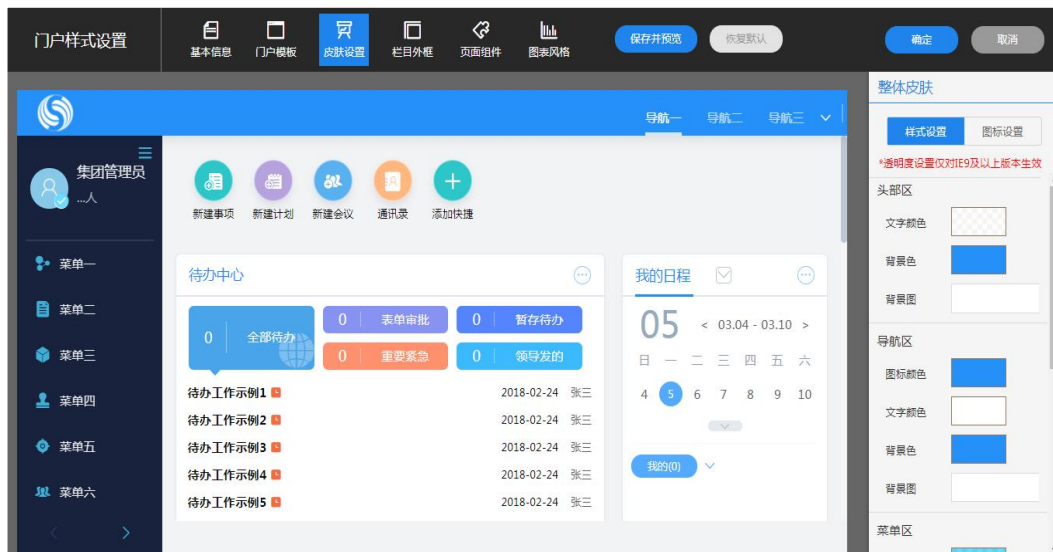 门户样式设置
基本信息 门户模板 皮肤设置 栏目外框 页面组件 图表风格
保存并预览 恢复默认 确定 取消
导航一 导航二 导航三
集团管理员
...人
菜单一
菜单二
菜单三
菜单四
菜单五
菜单六
新建事项 新建计划 新建会议 通讯录 添加快捷
待办中心
0 全部待办
0 表单审批 0 暂存待办
0 重要紧急 0 领导发的
待办工作示例1 2018-02-24 张三
待办工作示例2 2018-02-24 张三
待办工作示例3 2018-02-24 张三
待办工作示例4 2018-02-24 张三
待办工作示例5 2018-02-24 张三
我的日程
05 < 03.04 - 03.10 >
日 一 二 三 四 五 六
4 5 6 7 8 9 10
我的(0)
整体皮肤
样式设置 图标设置
*透明度设置仅对IE9及以上版本生效
头部区
文字颜色
背景色
背景图
导航区
图标颜色
文字颜色
背景色
背景图
菜单区